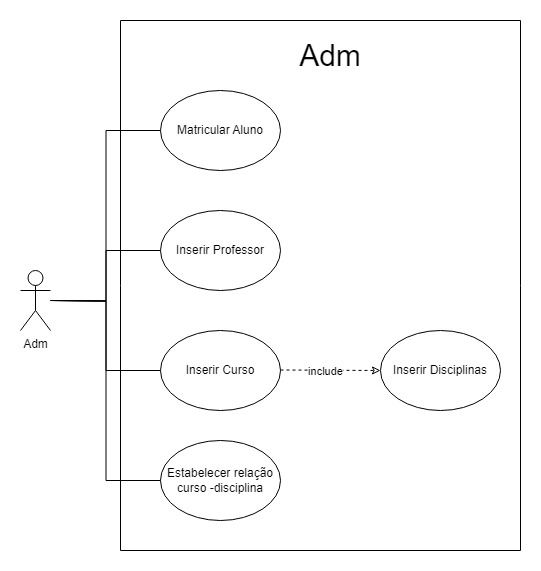 Adm
Matricular Aluno
Inserir Professor
Adm
Inserir Curso
include
Inserir Disciplinas
Estabelecer relação
curso -disciplina